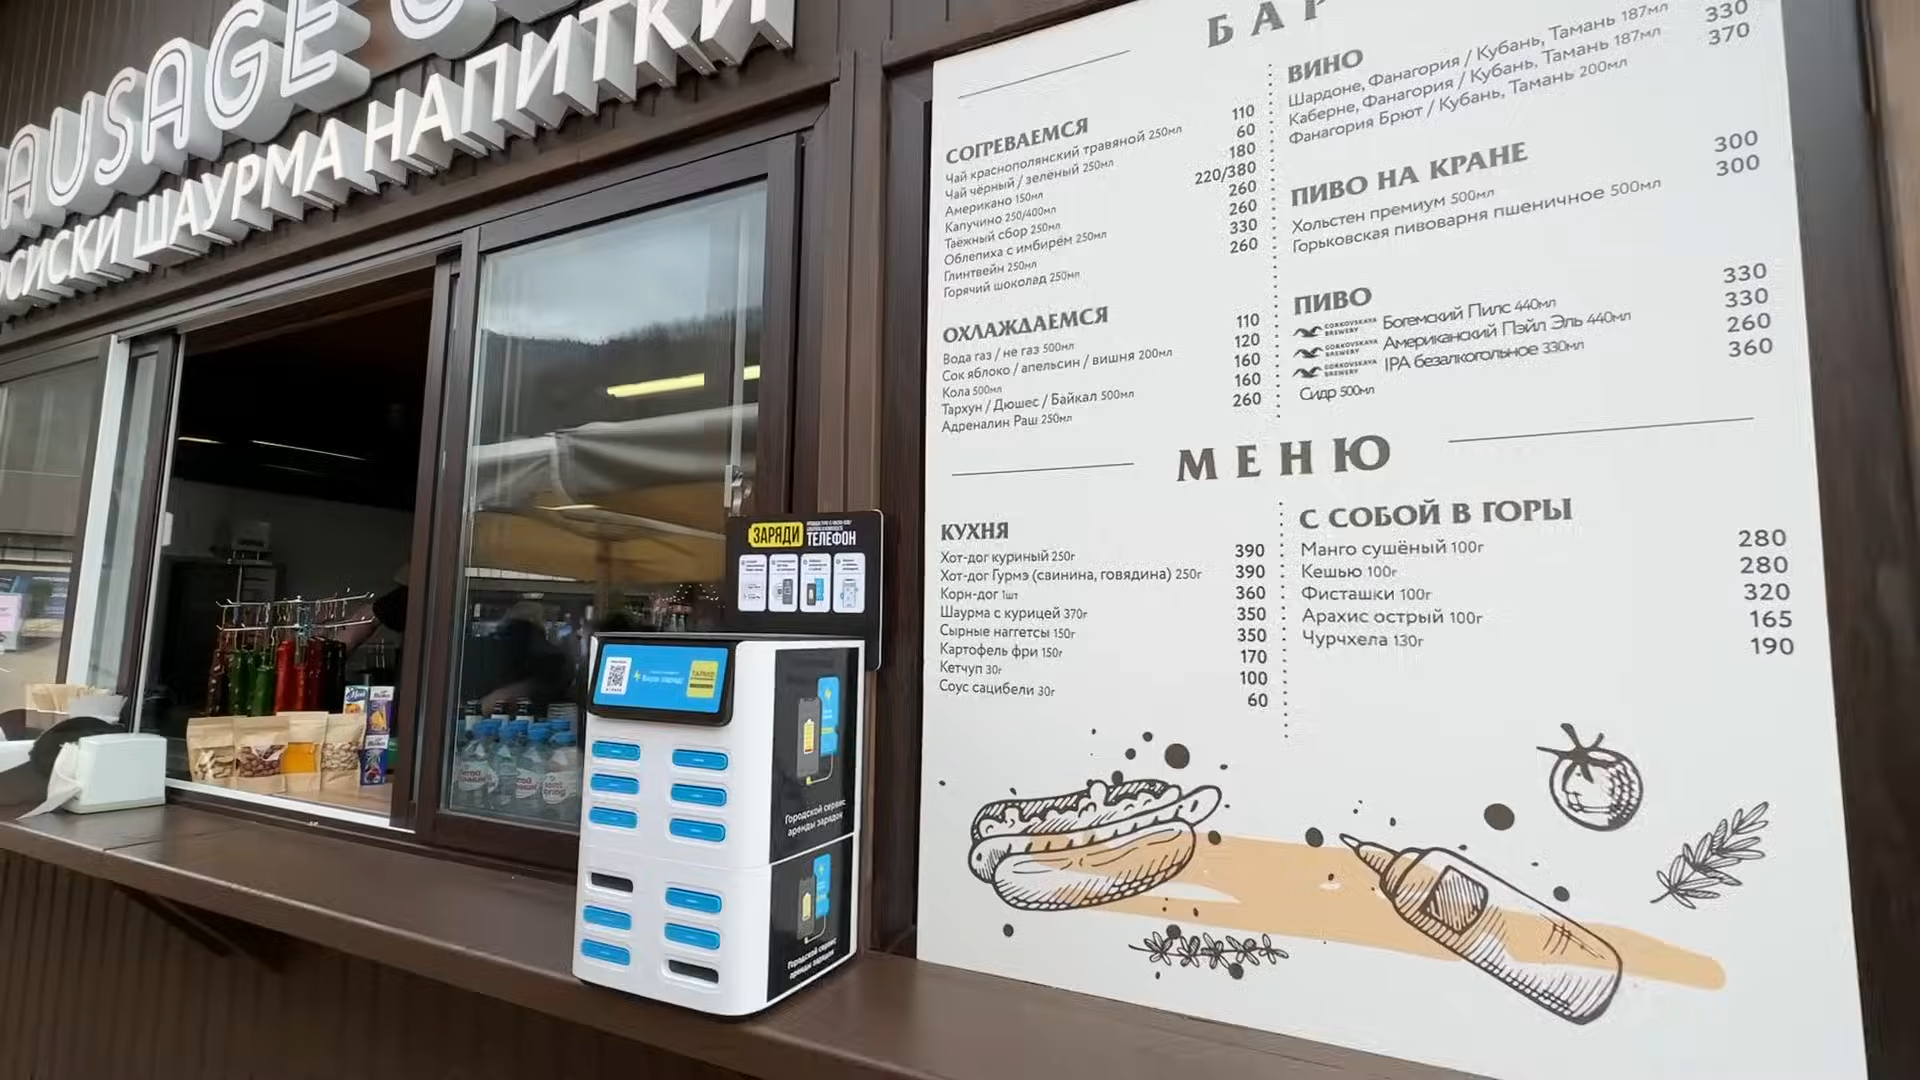 AUSAGE
СИСКИ ШАУРМА НАПИТКИ
БАР
СОГРЕВАЕМСЯ
Чай краснополянский травяной 250мл 110
Чай чёрный / зелёный 250мл 60
Американо 150мл 180
Капучино 250/400мл 220/380
Таёжный сбор 250мл 260
Облепиха с имбирём 250мл 260
Глинтвейн 250мл 330
Горячий шоколад 250мл 260
ОХЛАЖДАЕМСЯ
Вода газ / не газ 500мл 110
Сок яблоко / апельсин / вишня 200мл 120
Кола 500мл 160
Тархун / Дюшес / Байкал 500мл 160
Адреналин Раш 250мл 260
ВИНО
Шардоне, Фанагория / Кубань, Тамань 187мл
Каберне, Фанагория / Кубань, Тамань 187мл 330
Фанагория Брют / Кубань, Тамань 200мл 370
ПИВО НА КРАНЕ
Хольстен премиум 500мл 300
Горьковская пивоварня пшеничное 500мл 300
ПИВО
GORKOVSKAYA BREWERY Богемский Пилс 440мл 330
GORKOVSKAYA BREWERY Американский Пэйл Эль 440мл 330
GORKOVSKAYA BREWERY IPA безалкогольное 330мл 260
Сидр 500мл 360
МЕНЮ
КУХНЯ
Хот-дог куриный 250г 390
Хот-дог Гурмэ (свинина, говядина) 250г 390
Корн-дог 1шт 360
Шаурма с курицей 370г 350
Сырные наггетсы 150г 350
Картофель фри 150г 170
Кетчуп 30г 100
Соус сацибели 30г 60
С СОБОЙ В ГОРЫ
Манго сушёный 100г 280
Кешью 100г 280
Фисташки 100г 320
Арахис острый 100г 165
Чурчхела 130г 190
ЗАРЯДИ
ТЕЛЕФОН
Городской сервис
аренды зарядок
Городской сервис
аренды зарядок